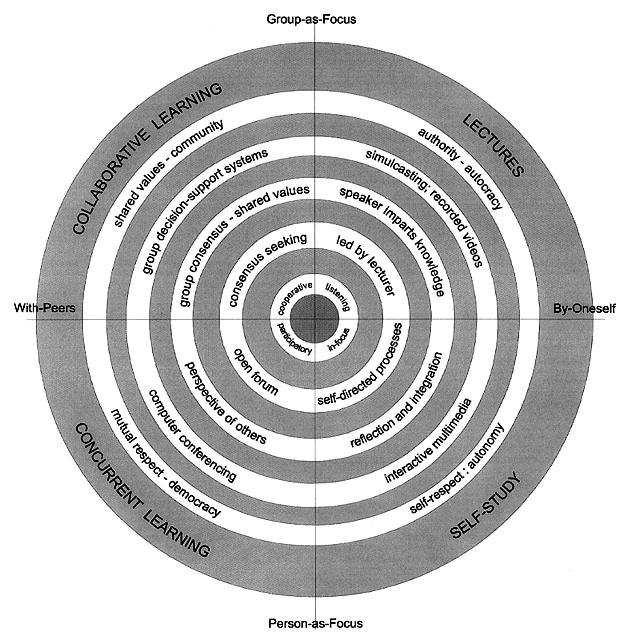 Group-as-Focus
COLLABORATIVE LEARNING
LECTURES
shared values - community
authority - autocracy
group decision-support systems
simulcasting: recorded videos
group consensus - shared values
speaker imparts knowledge
consensus seeking
led by lecturer
cooperative
listening
With-Peers
By-Oneself
participatory
in-focus
open forum
self-directed processes
perspective of others
reflection and integration
computer conferencing
interactive multimedia
mutual respect - democracy
self-respect : autonomy
CONCURRENT LEARNING
SELF-STUDY
Person-as-Focus